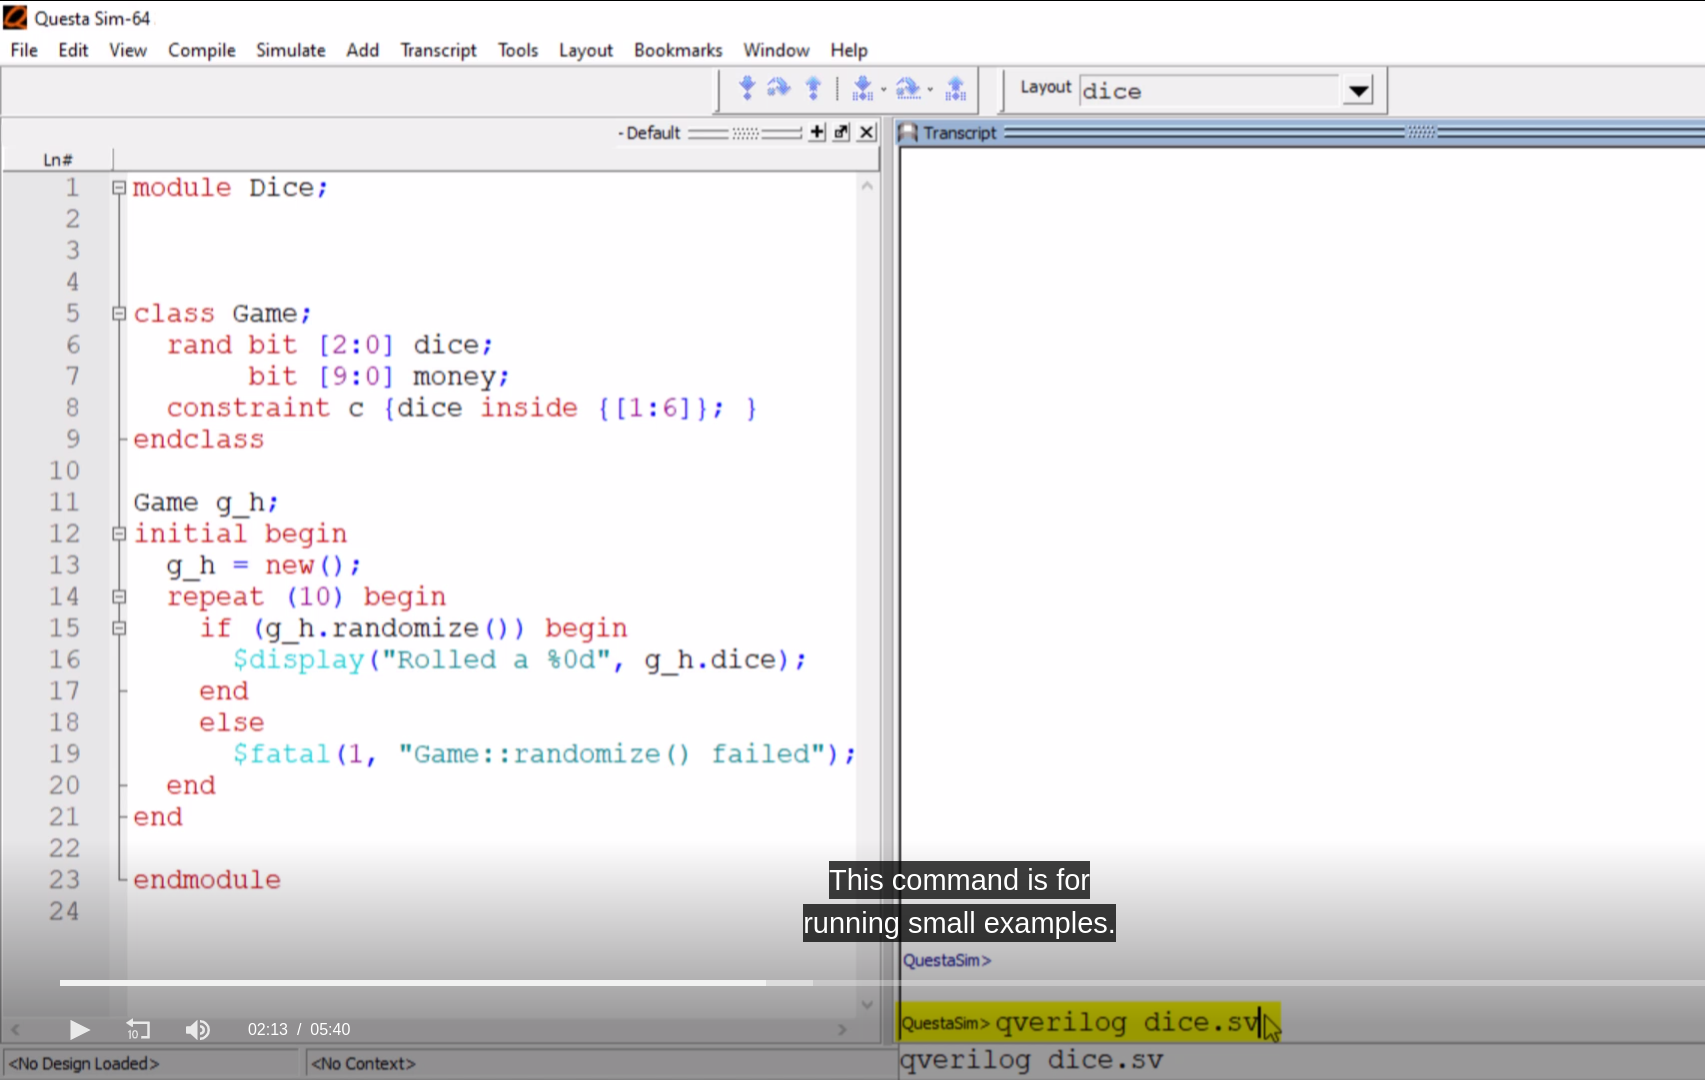 Questa Sim-64
File Edit View Compile Simulate Add Transcript Tools Layout Bookmarks Window Help
Layout dice
- Default
Transcript
Ln#
1 module Dice;
2
3
4
5 class Game;
6 rand bit [2:0] dice;
7 bit [9:0] money;
8 constraint c {dice inside {[1:6]}; }
9 endclass
10
11 Game g_h;
12 initial begin
13 g_h = new();
14 repeat (10) begin
15 if (g_h.randomize()) begin
16 $display("Rolled a %0d", g_h.dice);
17 end
18 else
19 $fatal(1, "Game::randomize() failed");
20 end
21 end
22
23 endmodule
24
This command is for
running small examples.
QuestaSim>
QuestaSim> qverilog dice.sv
10 02:13 / 05:40
<No Design Loaded> <No Context>
qverilog dice.sv